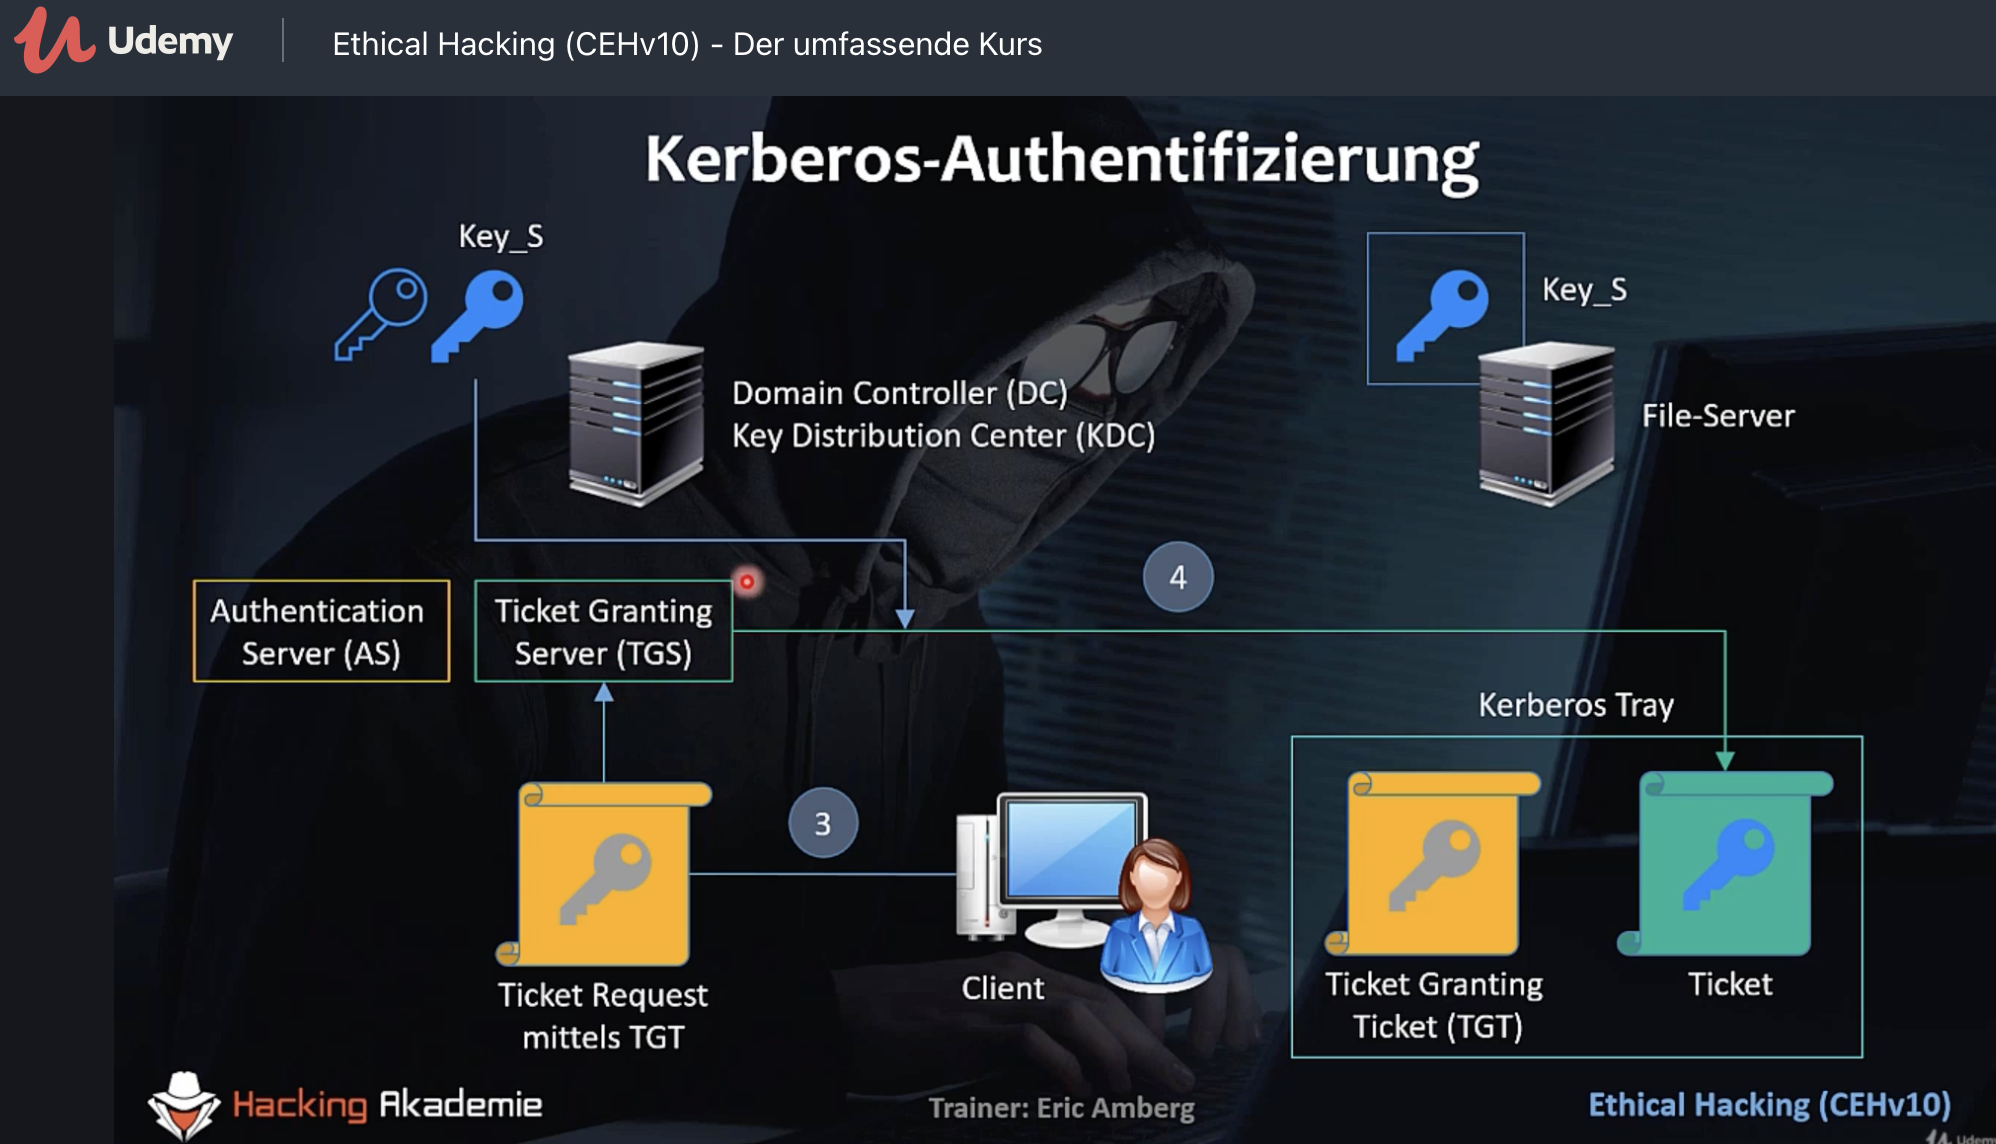 Udemy
Ethical Hacking (CEHv10) - Der umfassende Kurs
Kerberos-Authentifizierung
Key_S
Key_S
Domain Controller (DC)
Key Distribution Center (KDC)
File-Server
4
Authentication
Server (AS)
Ticket Granting
Server (TGS)
Kerberos Tray
3
Ticket Request
mittels TGT
Client
Ticket Granting
Ticket (TGT)
Ticket
Hacking Akademie
Trainer: Eric Amberg
Ethical Hacking (CEHv10)
Udemy